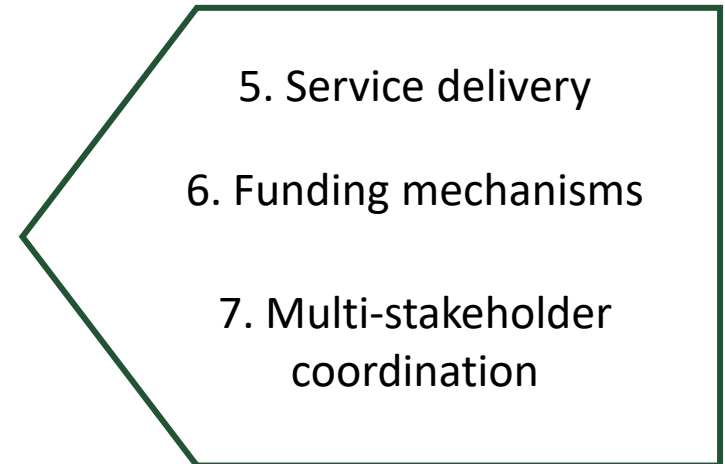 5. Service delivery
6. Funding mechanisms
7. Multi-stakeholder
coordination